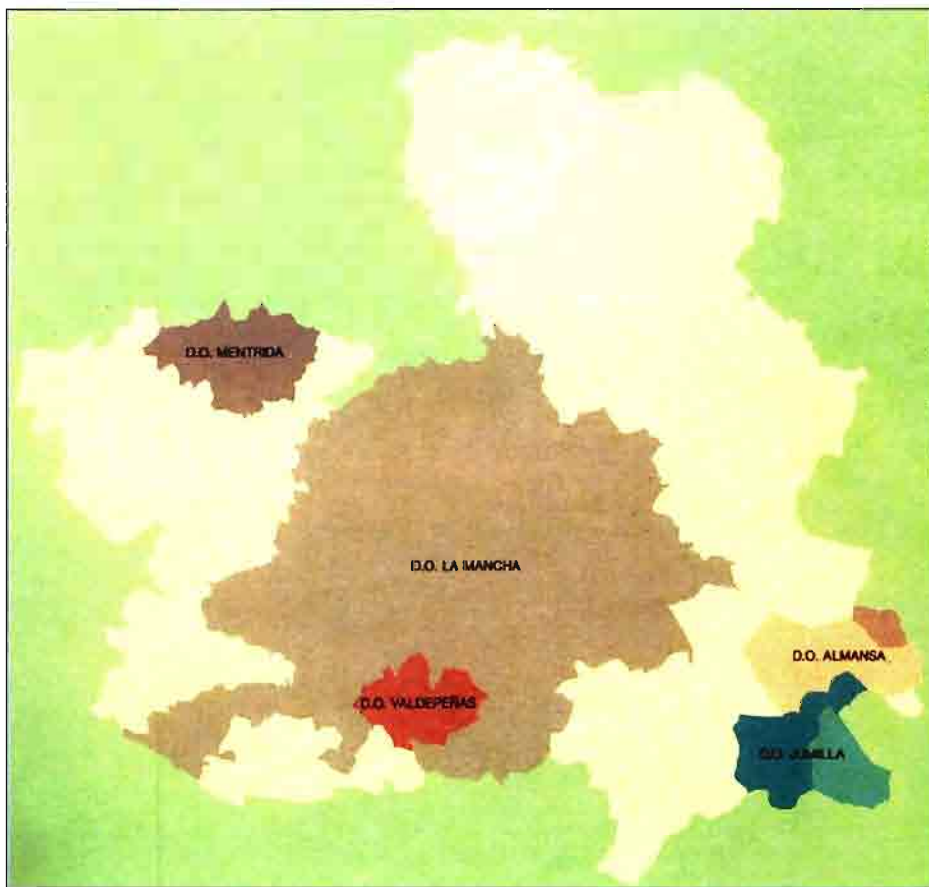 D.O. MENTRIDA
D.O. LA MANCHA
D.O. ALMANSA
D.O. VALDEPEÑAS
D.O. JUMILLA